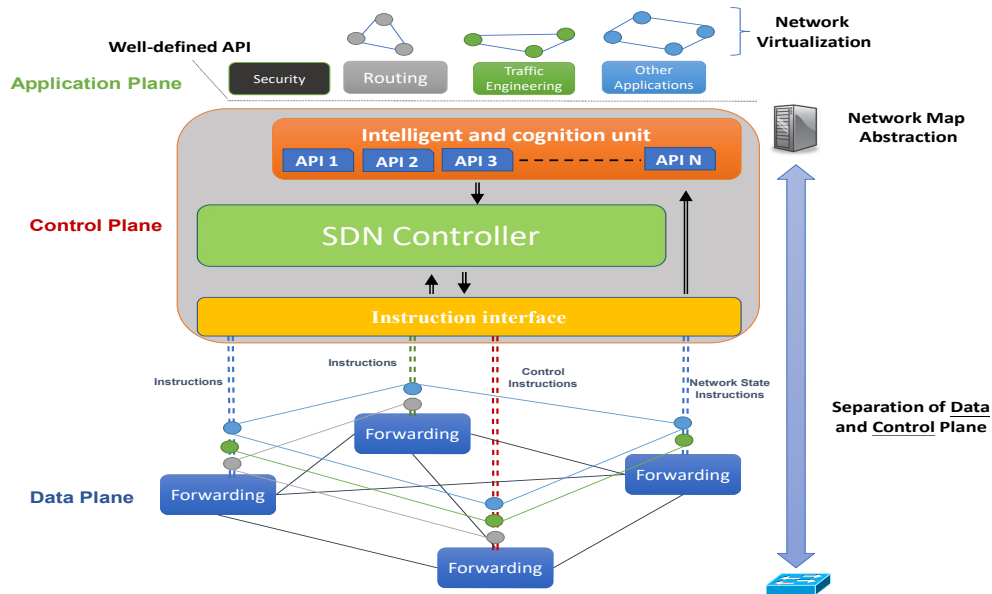 Network
Virtualization
Well-defined API
Application Plane
Security
Routing
Traffic
Engineering
Other
Applications
Network Map
Abstraction
Intelligent and cognition unit
API 1
API 2
API 3
API N
Control Plane
SDN Controller
Instruction interface
Instructions
Instructions
Control
Instructions
Network State
Instructions
Separation of Data
and Control Plane
Forwarding
Forwarding
Data Plane
Forwarding
Forwarding